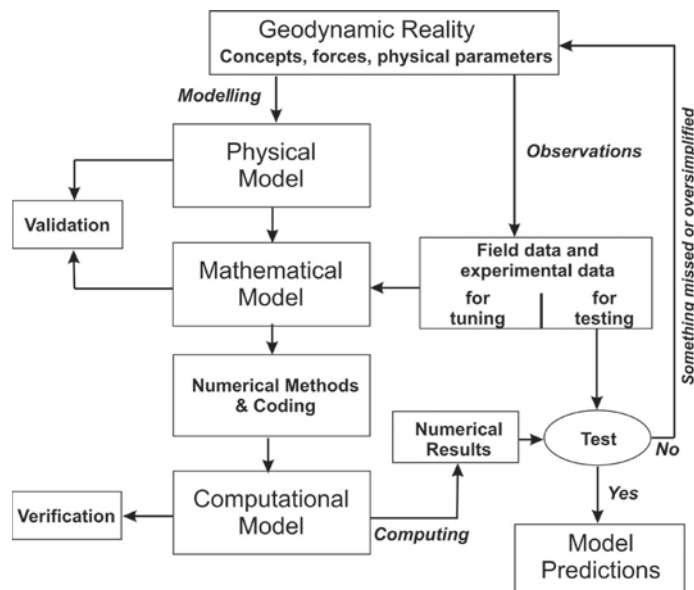 Geodynamic Reality
Concepts, forces, physical parameters
Modelling
Physical
Model
Observations
Something missed or oversimplified
Validation
Mathematical
Model
Field data and
experimental data
for
tuning
for
testing
Numerical Methods
& Coding
Numerical
Results
Test
No
Yes
Verification
Computational
Model
Computing
Model
Predictions